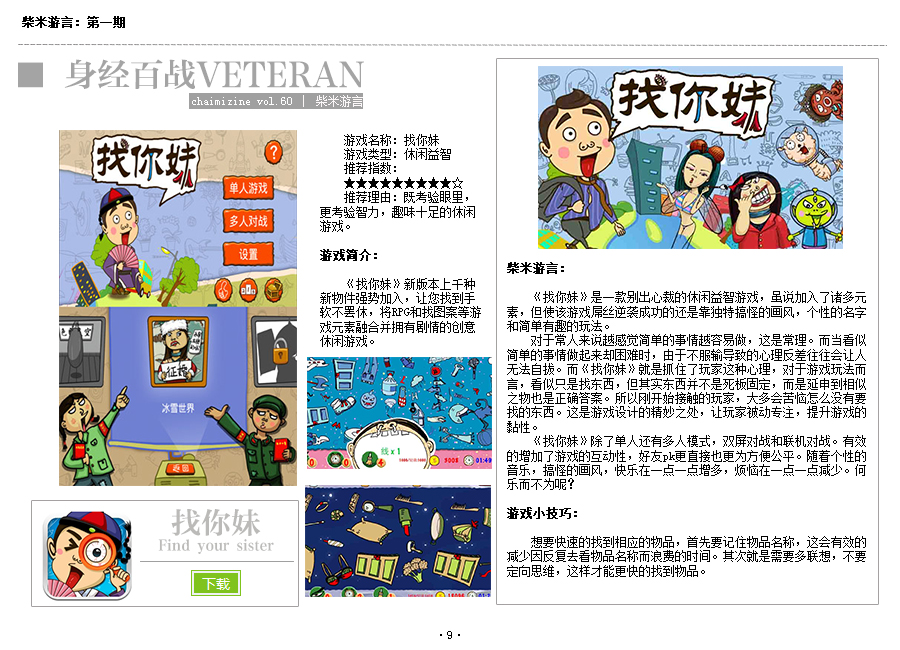 柴米游言：第一期
身经百战VETERAN
chaimizine vol.60 | 柴米游言
找你妹
?
单人游戏
多人对战
设置
征婚
冰雪世界
返回
找你妹
Find your sister
下载
游戏名称：找你妹
游戏类型：休闲益智
推荐指数：
★★★★★★★★★☆
推荐理由：既考验眼里，
更考验智力，趣味十足的休闲
游戏。
游戏简介：
《找你妹》新版本上千种
新物件强势加入，让您找到手
软不罢休，将RPG和找图案等游
戏元素融合并拥有剧情的创意
休闲游戏。
线x1
找你妹
柴米游言：
《找你妹》是一款别出心裁的休闲益智游戏，虽说加入了诸多元
素，但使该游戏屌丝逆袭成功的还是靠独特搞怪的画风，个性的名字
和简单有趣的玩法。
对于常人来说越感觉简单的事情越容易做，这是常理。而当看似
简单的事情做起来却困难时，由于不服输导致的心理反差往往会让人
无法自拔。而《找你妹》就是抓住了玩家这种心理，对于游戏玩法而
言，看似只是找东西，但其实东西并不是死板固定，而是延申到相似
之物也是正确答案。所以刚开始接触的玩家，大多会苦恼怎么没有要
找的东西。这是游戏设计的精妙之处，让玩家被动专注，提升游戏的
黏性。
《找你妹》除了单人还有多人模式，双屏对战和联机对战。有效
的增加了游戏的互动性，好友pk更直接也更为方便公平。随着个性的
音乐，搞怪的画风，快乐在一点一点增多，烦恼在一点一点减少。何
乐而不为呢？
游戏小技巧：
想要快速的找到相应的物品，首先要记住物品名称，这会有效的
减少因反复去看物品名称而浪费的时间。其次就是需要多联想，不要
定向思维，这样才能更快的找到物品。
·9·